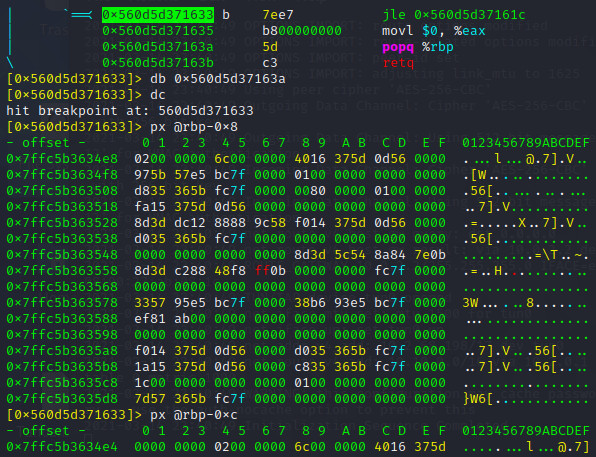 `=< 0×560d5d371633 b 7ee7 jle 0×56017d37161c
0×560d5d371635 b800000000 movl $0, %eax
0×560d5d37163a 5d popq %rbp
\ 0×560d5d37163b c3 retq
[0×560d5d371633]> db 0×560d5d37163a
[0×560d5d371633]> dc
hit breakpoint at: 560d5d371633
[0×560d5d371633]> px @rbp-0×8
- offset - 0 1 2 3 4 5 6 7 8 9 A B C D E F 0123456789ABCDEF
0×7ffc5b3634e8 0200 0000 6c00 0000 4016 375d 0d56 0000 ....l...@.7].V..
0×7ffc5b3634f8 975b 57e5 bc7f 0000 0100 0000 0000 0000 .[W.............
0×7ffc5b363508 d835 365b fc7f 0000 0080 0000 0100 0000 .56[............
0×7ffc5b363518 fa15 375d 0d56 0000 0000 0000 0000 0000 ..7].V..........
0×7ffc5b363528 8d3d dc12 8888 9c58 f014 375d 0d56 0000 .=.....X..7].V..
0×7ffc5b363538 d035 365b fc7f 0000 0000 0000 0000 0000 .56[............
0×7ffc5b363548 0000 0000 0000 0000 8d3d 5c54 8a84 7e0b .........=\T..~.
0×7ffc5b363558 8d3d c288 48f8 ff0b 0000 0000 fc7f 0000 .=..H...........
0×7ffc5b363568 0000 0000 0000 0000 0000 0000 0000 0000 ................
0×7ffc5b363578 3357 95e5 bc7f 0000 38b6 93e5 bc7f 0000 3W......8.......
0×7ffc5b363588 ef81 ab00 0000 0000 0000 0000 0000 0000 ................
0×7ffc5b363598 0000 0000 0000 0000 0000 0000 0000 0000 ................
0×7ffc5b3635a8 f014 375d 0d56 0000 d035 365b fc7f 0000 ..7].V...56[....
0×7ffc5b3635b8 1a15 375d 0d56 0000 c835 365b fc7f 0000 ..7].V...56[....
0×7ffc5b3635c8 1c00 0000 0000 0000 0100 0000 0000 0000 ................
0×7ffc5b3635d8 7d57 365b fc7f 0000 0000 0000 0000 0000 }W6[............
[0×560d5d371633]> px @rbp-0×c
- offset - 0 1 2 3 4 5 6 7 8 9 A B C D E F 0123456789ABCDEF
0×7ffc5b3634e4 0000 0000 0200 0000 6c00 0000 4016 375d ........l...@.7]